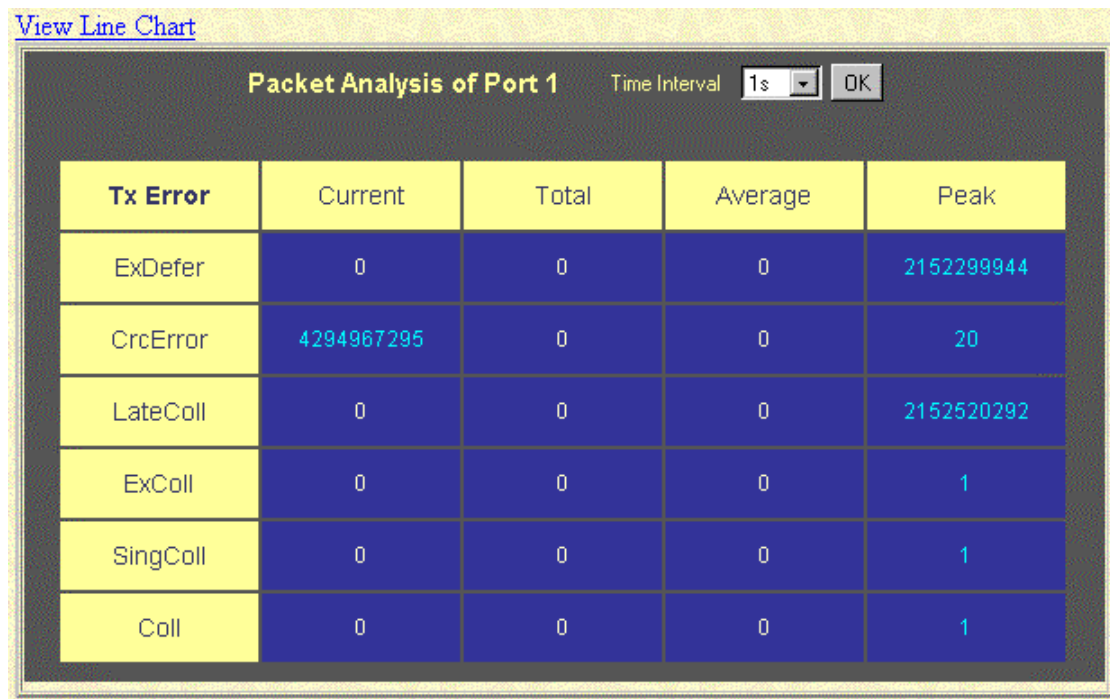 View Line Chart
Packet Analysis of Port 1 Time Interval 1s OK
Tx Error Current Total Average Peak
ExDefer 0 0 0 2152299944
CrcError 4294967295 0 0 20
LateColl 0 0 0 2152520292
ExColl 0 0 0 1
SingColl 0 0 0 1
Coll 0 0 0 1